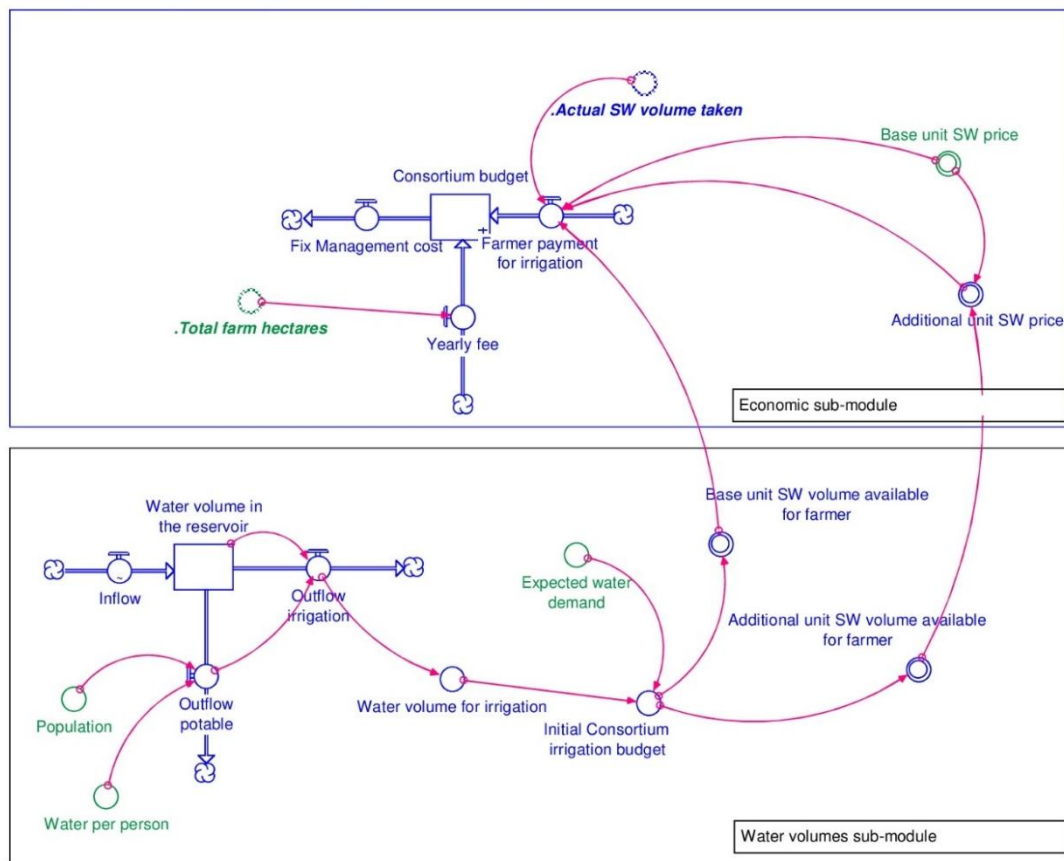 .Actual SW volume taken
Base unit SW price
Consortium budget
Fix Management cost
Farmer payment
for irrigation
.Total farm hectares
Yearly fee
Additional unit SW price
Economic sub-module
Water volume in
the reservoir
Base unit SW volume available
for farmer
Inflow
Outflow
irrigation
Expected water
demand
Additional unit SW volume available
for farmer
Population
Outflow
potable
Water volume for irrigation
Initial Consortium
irrigation budget
Water per person
Water volumes sub-module